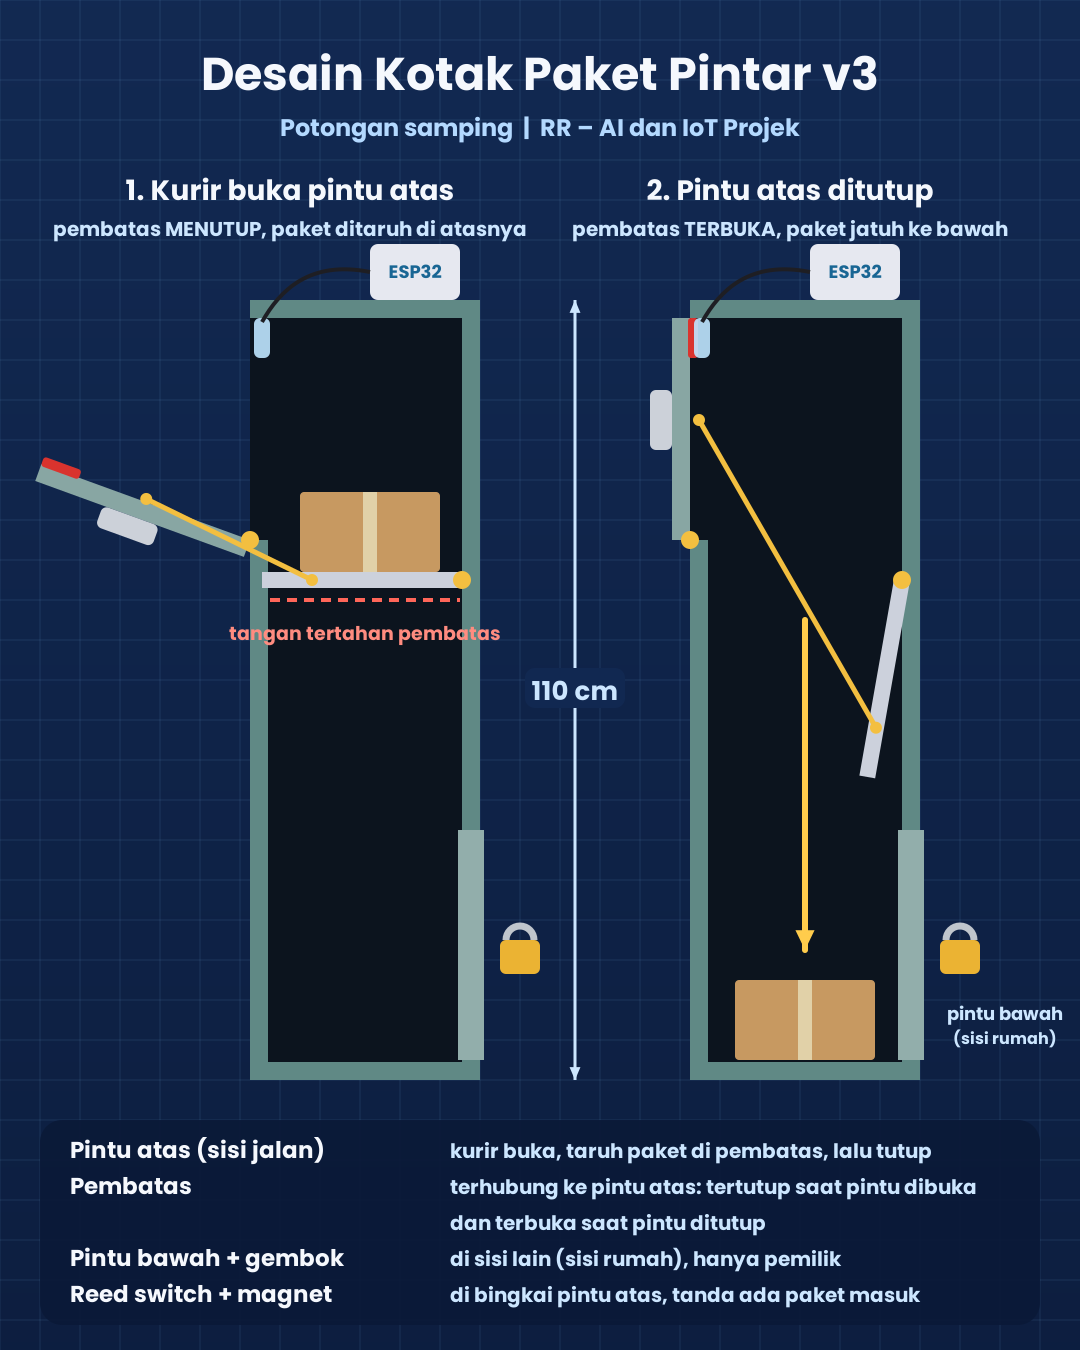 Desain Kotak Paket Pintar v3
Potongan samping | RR – AI dan IoT Projek
1. Kurir buka pintu atas
pembatas MENUTUP, paket ditaruh di atasnya
2. Pintu atas ditutup
pembatas TERBUKA, paket jatuh ke bawah
ESP32
ESP32
tangan tertahan pembatas
110 cm
pintu bawah
(sisi rumah)
Pintu atas (sisi jalan) kurir buka, taruh paket di pembatas, lalu tutup
Pembatas terhubung ke pintu atas: tertutup saat pintu dibuka
dan terbuka saat pintu ditutup
Pintu bawah + gembok di sisi lain (sisi rumah), hanya pemilik
Reed switch + magnet di bingkai pintu atas, tanda ada paket masuk